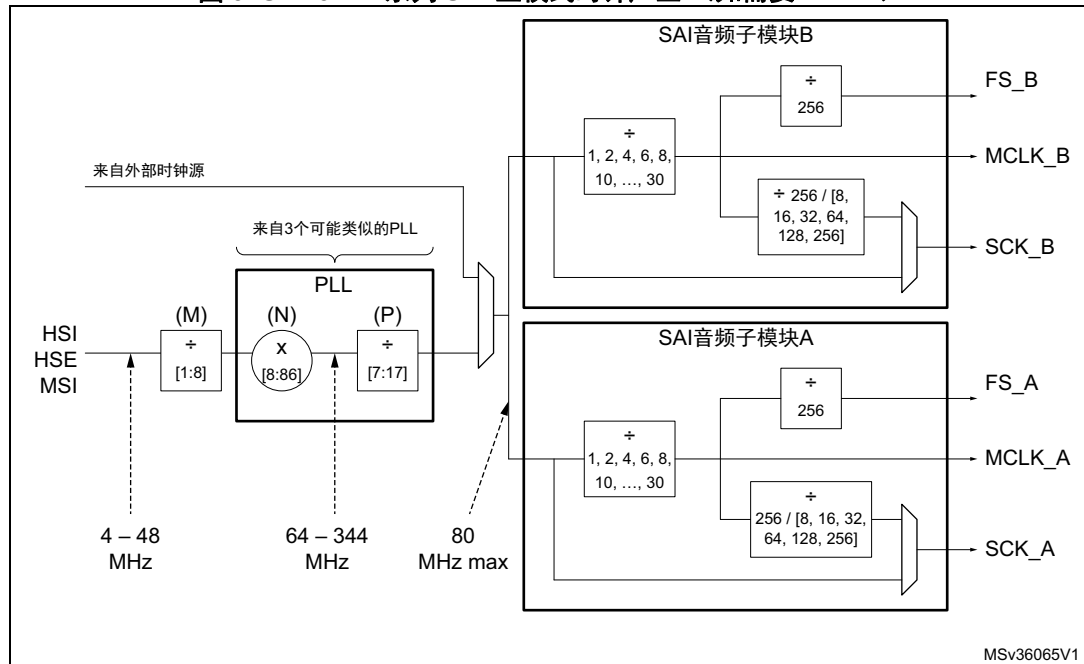 SAI音频子模块B
÷
256
FS_B
÷
1, 2, 4, 6, 8,
10, …, 30
MCLK_B
÷ 256 / [8,
16, 32, 64,
128, 256]
SCK_B
来自外部时钟源
来自3个可能类似的PLL
PLL
HSI
HSE
MSI
(M)
÷
[1:8]
(N)
x
[8:86]
(P)
÷
[7:17]
SAI音频子模块A
÷
256
FS_A
÷
1, 2, 4, 6, 8,
10, …, 30
MCLK_A
÷
256 / [8, 16, 32,
64, 128, 256]
SCK_A
4 – 48
MHz
64 – 344
MHz
80
MHz max
MSv36065V1